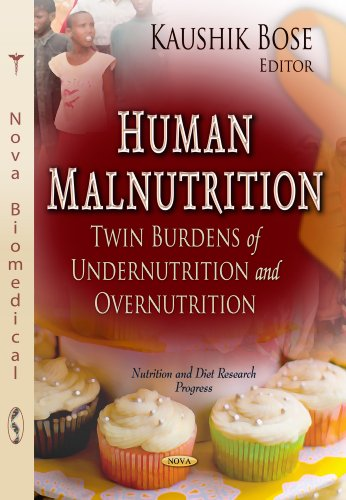 KAUSHIK BOSE
EDITOR
Nova Biomedical
HUMAN
MALNUTRITION
TWIN BURDENS of
UNDERNUTRITION and
OVERNUTRITION
Nutrition and Diet Research
Progress
NOVA